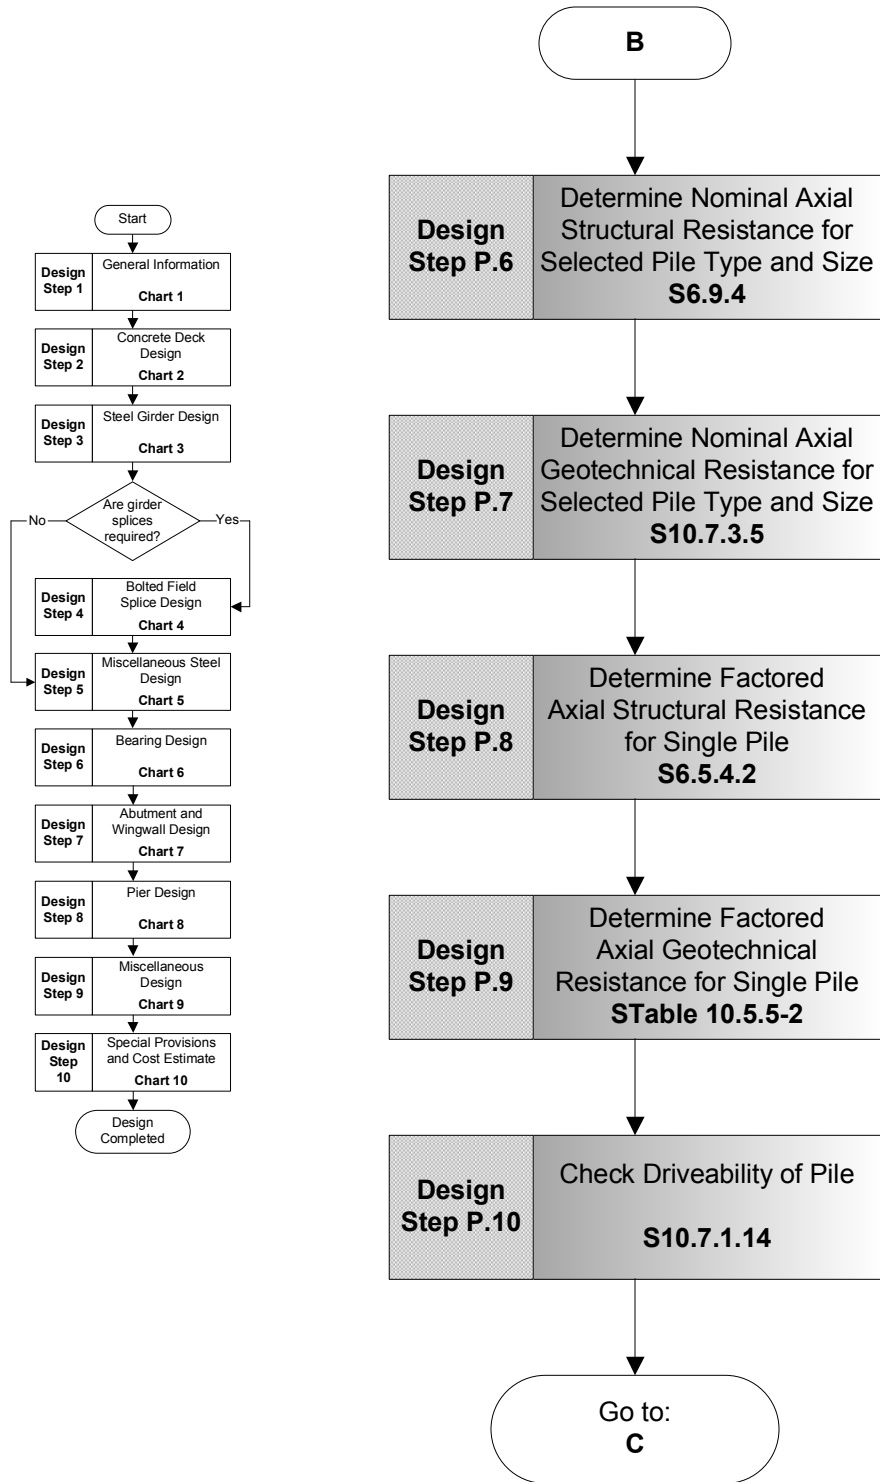 Start
Design
Step 1
General Information
Chart 1
Design
Step 2
Concrete Deck
Design
Chart 2
Design
Step 3
Steel Girder Design
Chart 3
Are girder
splices
required?
No
Yes
Design
Step 4
Bolted Field
Splice Design
Chart 4
Design
Step 5
Miscellaneous Steel
Design
Chart 5
Design
Step 6
Bearing Design
Chart 6
Design
Step 7
Abutment and
Wingwall Design
Chart 7
Design
Step 8
Pier Design
Chart 8
Design
Step 9
Miscellaneous
Design
Chart 9
Design
Step
10
Special Provisions
and Cost Estimate
Chart 10
Design
Completed
B
Design
Step P.6
Determine Nominal Axial
Structural Resistance for
Selected Pile Type and Size
S6.9.4
Design
Step P.7
Determine Nominal Axial
Geotechnical Resistance for
Selected Pile Type and Size
S10.7.3.5
Design
Step P.8
Determine Factored
Axial Structural Resistance
for Single Pile
S6.5.4.2
Design
Step P.9
Determine Factored
Axial Geotechnical
Resistance for Single Pile
STable 10.5.5-2
Design
Step P.10
Check Driveability of Pile
S10.7.1.14
Go to:
C